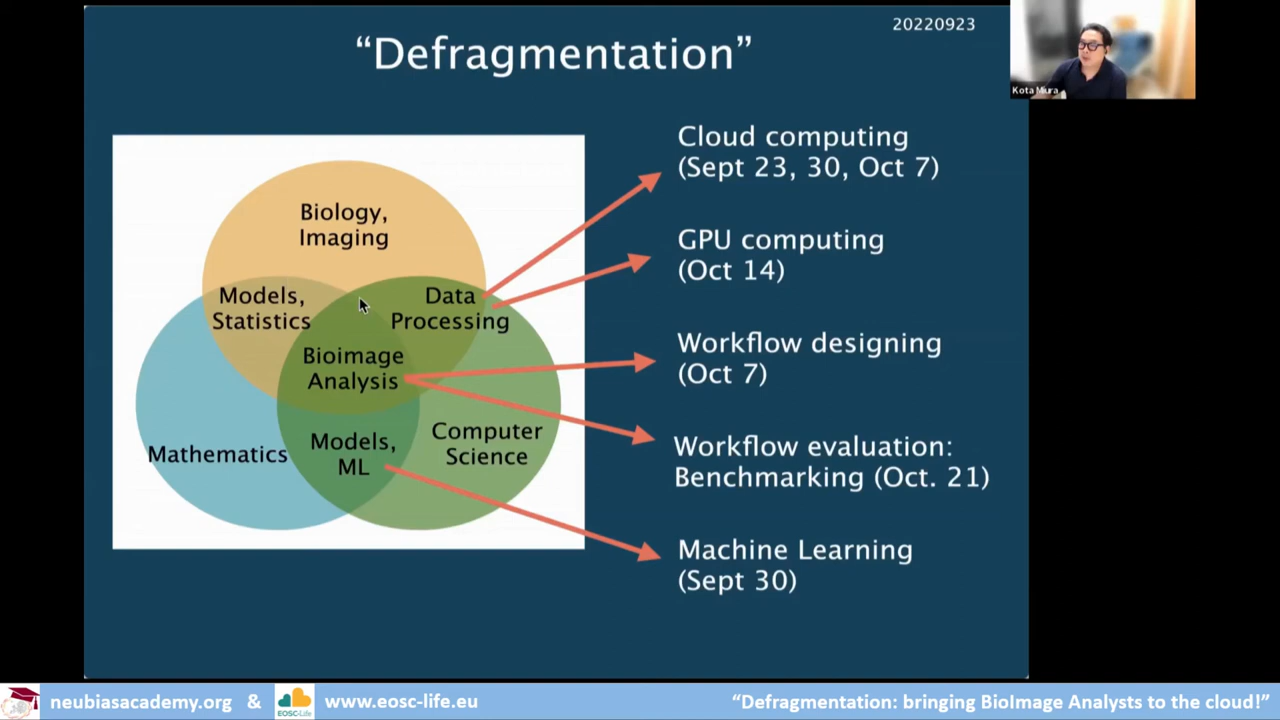 20220923
“Defragmentation”
Kota Miura
Biology,
Imaging
Models,
Statistics
Data
Processing
Bioimage
Analysis
Mathematics
Models,
ML
Computer
Science
Cloud computing
(Sept 23, 30, Oct 7)
GPU computing
(Oct 14)
Workflow designing
(Oct 7)
Workflow evaluation:
Benchmarking (Oct. 21)
Machine Learning
(Sept 30)
neubiasacademy.org & EOSC-Life www.eosc-life.eu
“Defragmentation: bringing BioImage Analysts to the cloud!”